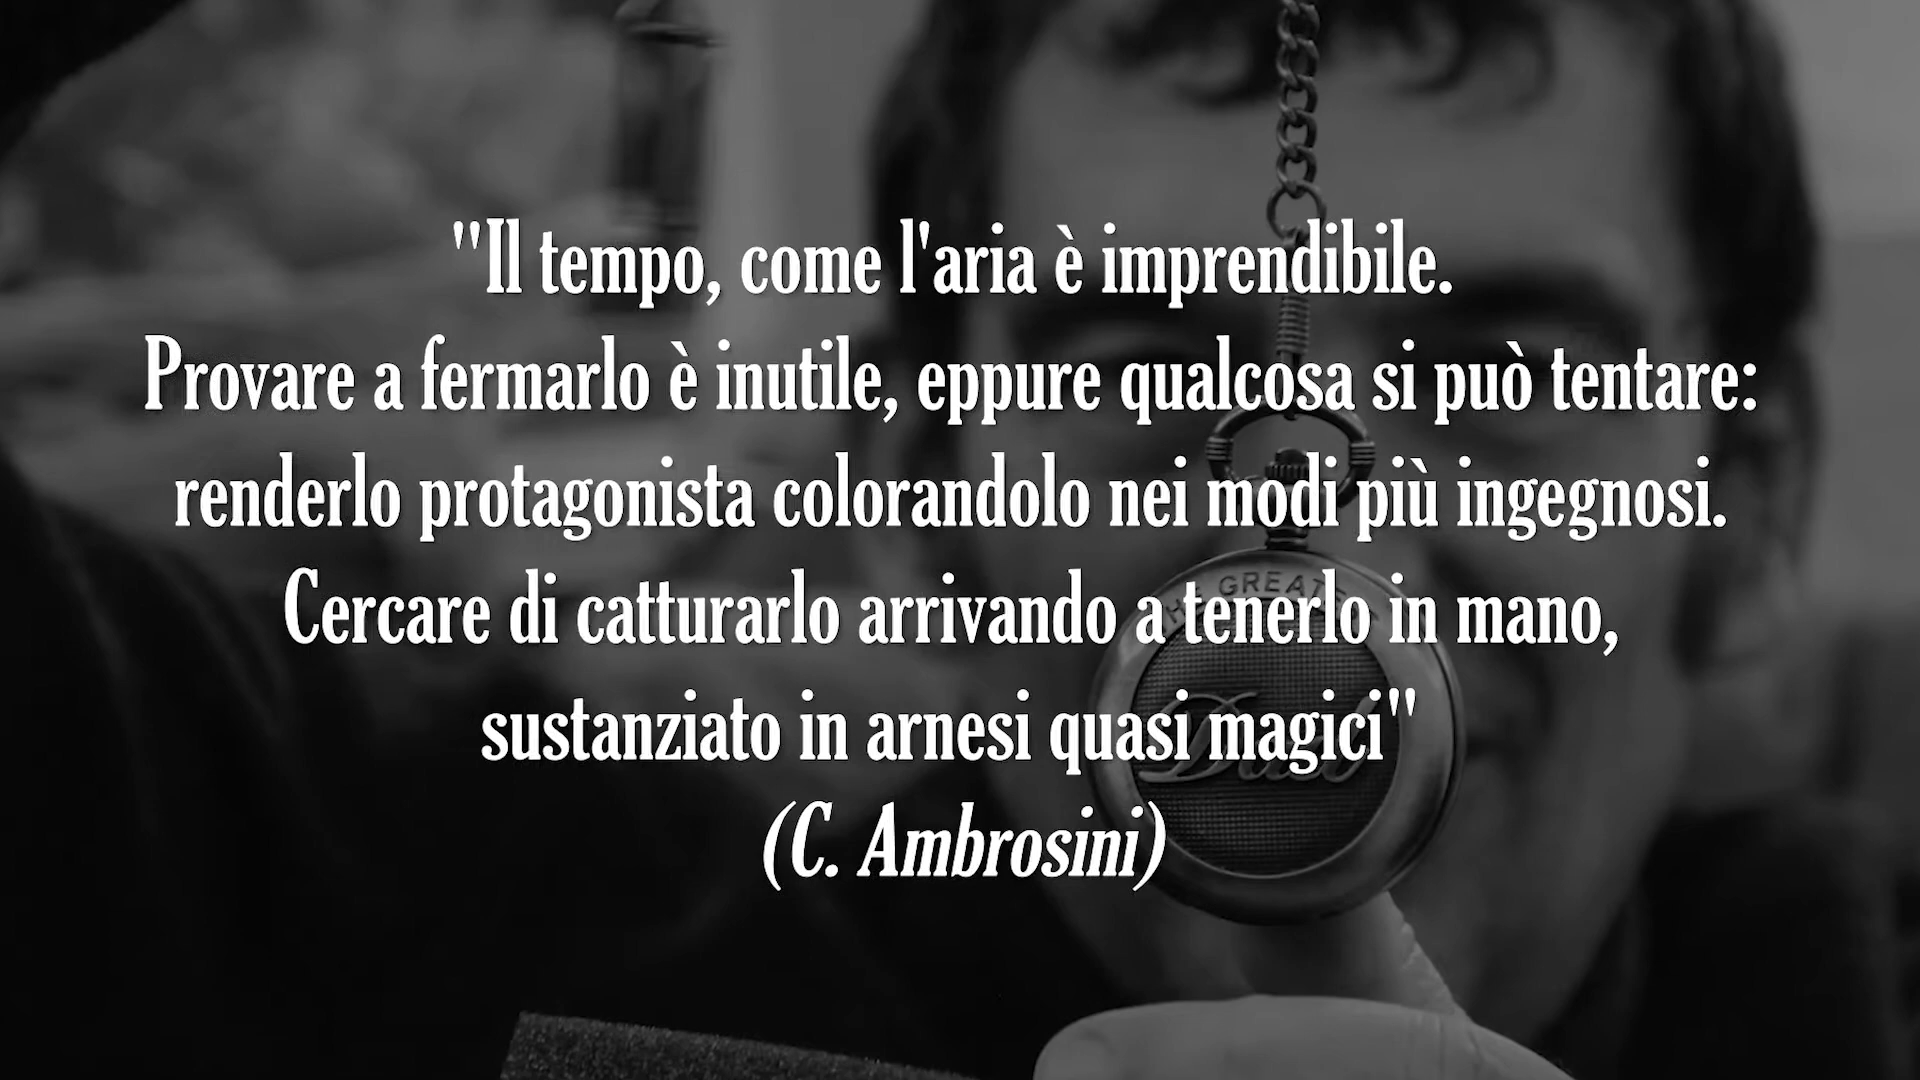 "Il tempo, come l'aria è imprendibile.
Provare a fermarlo è inutile, eppure qualcosa si può tentare:
renderlo protagonista colorandolo nei modi più ingegnosi.
Cercare di catturarlo arrivando a tenerlo in mano,
sustanziato in arnesi quasi magici"
(C. Ambrosini)
GREAT